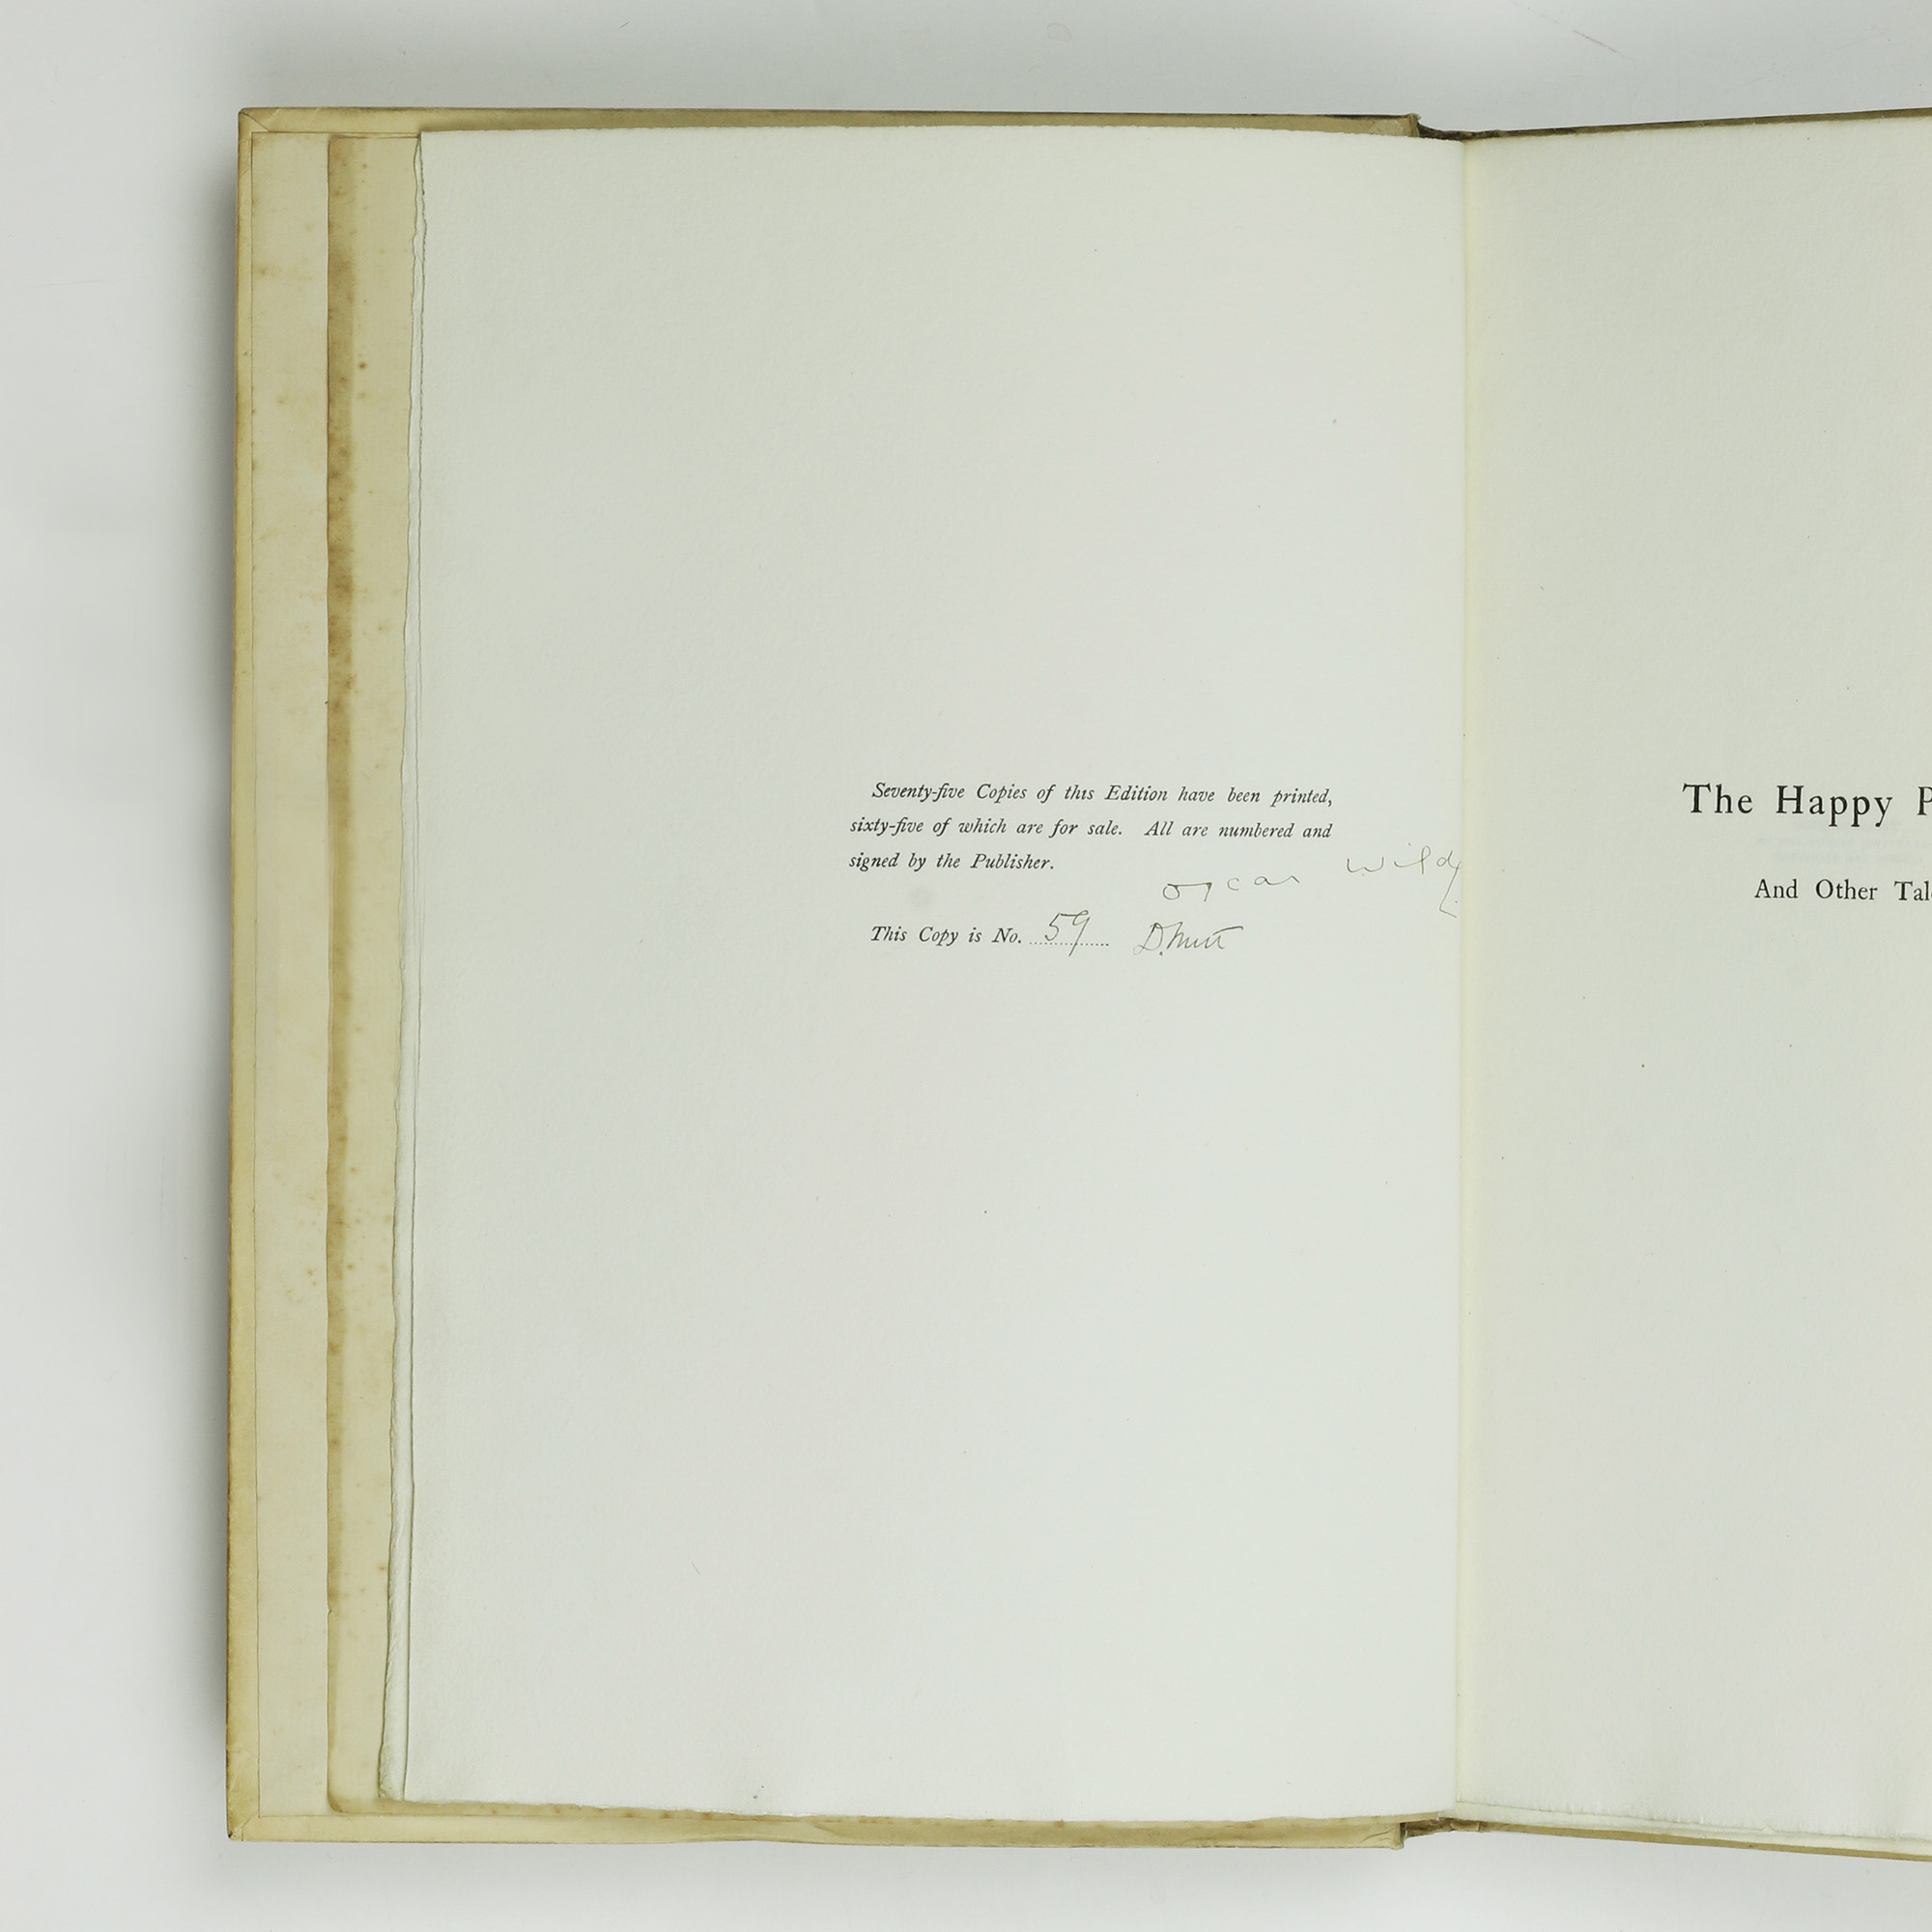 Seventy-five Copies of this Edition have been printed,
sixty-five of which are for sale. All are numbered and
signed by the Publisher.
oscar wilde
This Copy is No. 59 D. Nutt
The Happy P
And Other Tal